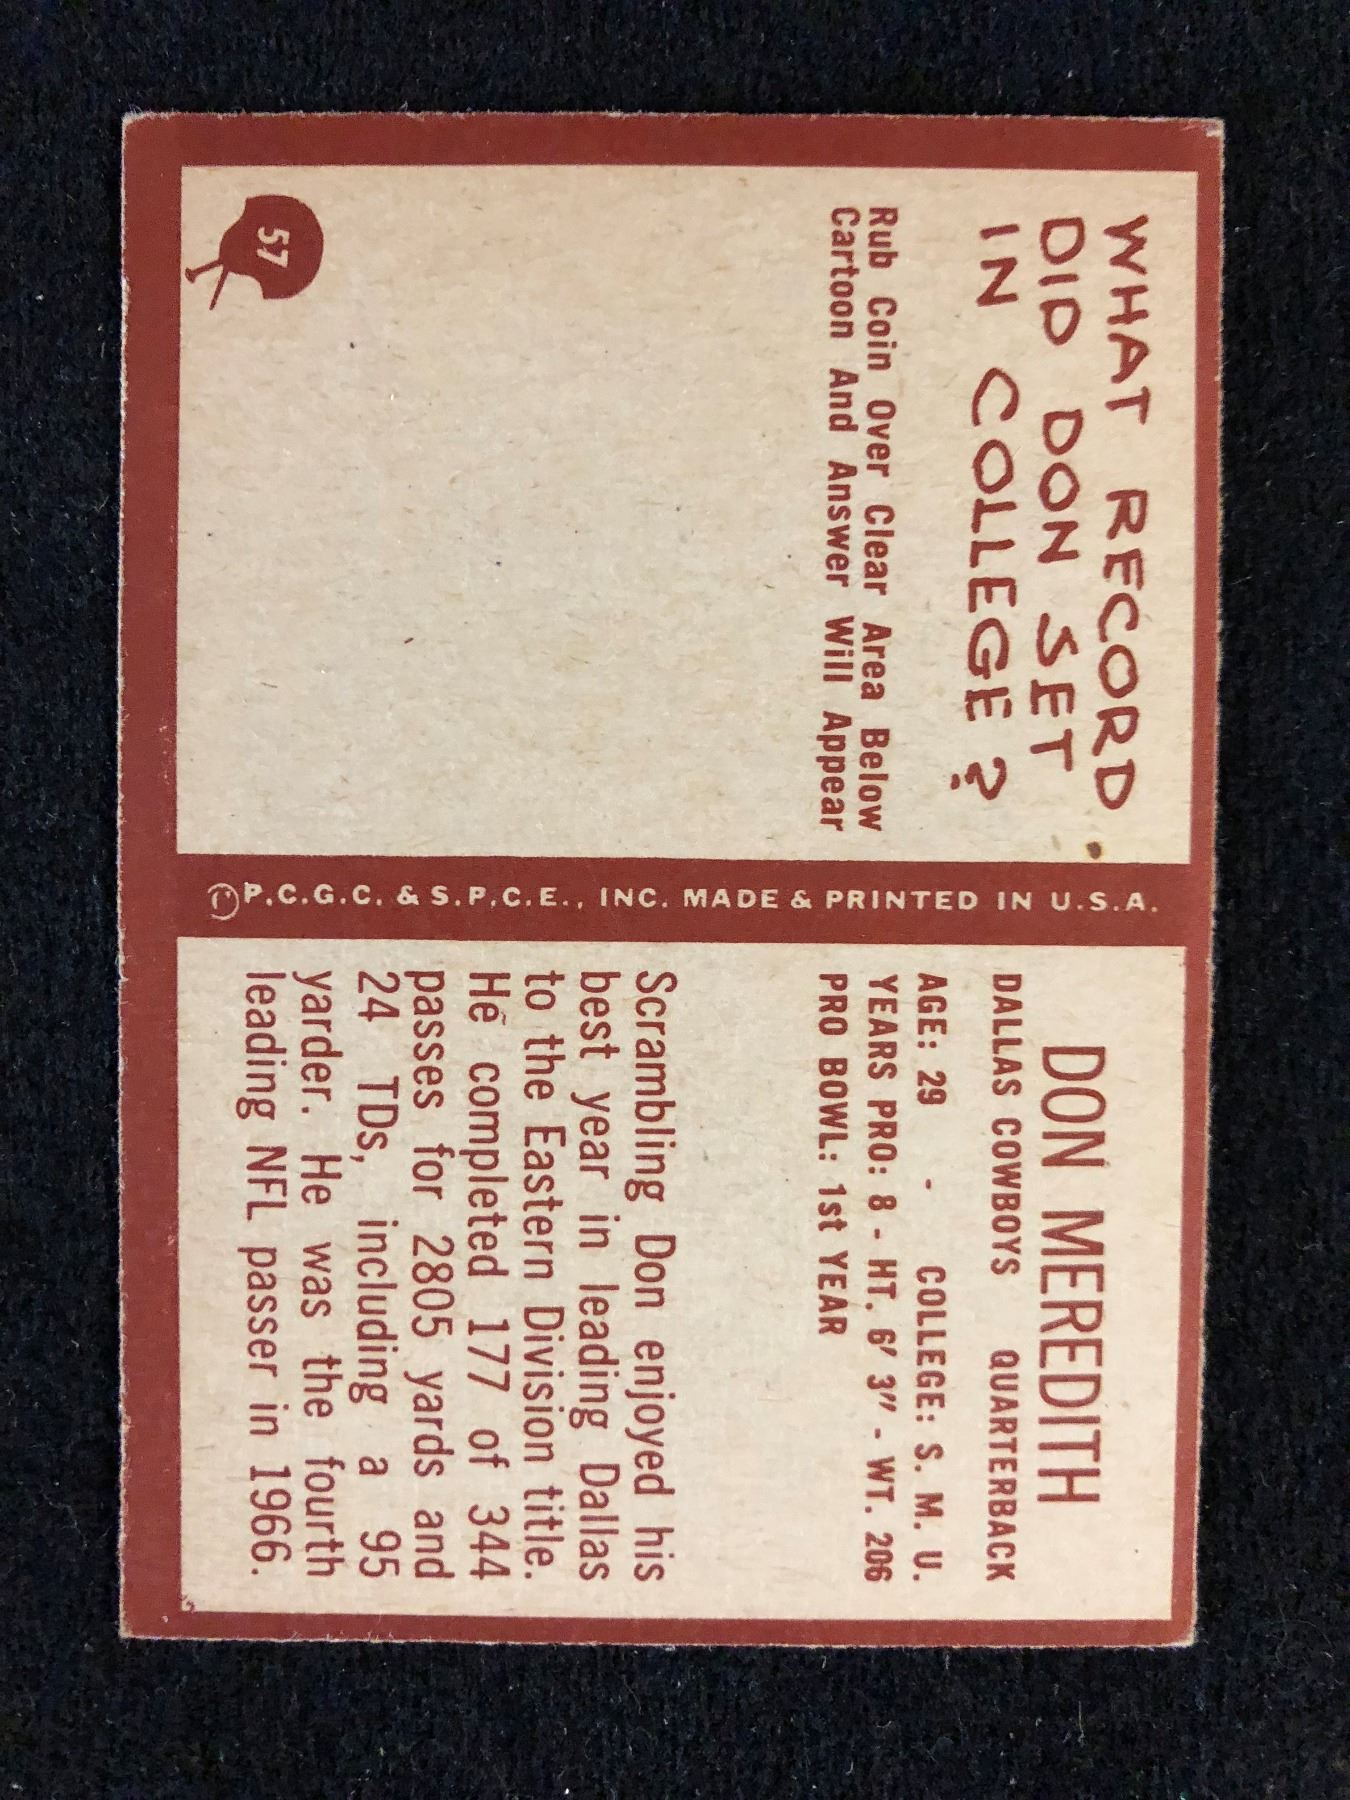 WHAT RECORD
DID DON SET
IN COLLEGE?
Rub Coin Over Clear Area Below
Cartoon And Answer Will Appear
57
©P.C.G.C. & S.P.C.E., INC. MADE & PRINTED IN U.S.A.
DON MEREDITH
DALLAS COWBOYS QUARTERBACK
AGE: 29 - COLLEGE: S. M. U.
YEARS PRO: 8 - HT. 6' 3" - WT. 206
PRO BOWL: 1st YEAR
Scrambling Don enjoyed his
best year in leading Dallas
to the Eastern Division title.
He completed 177 of 344
passes for 2805 yards and
24 TDs, including a 95
yarder. He was the fourth
leading NFL passer in 1966.